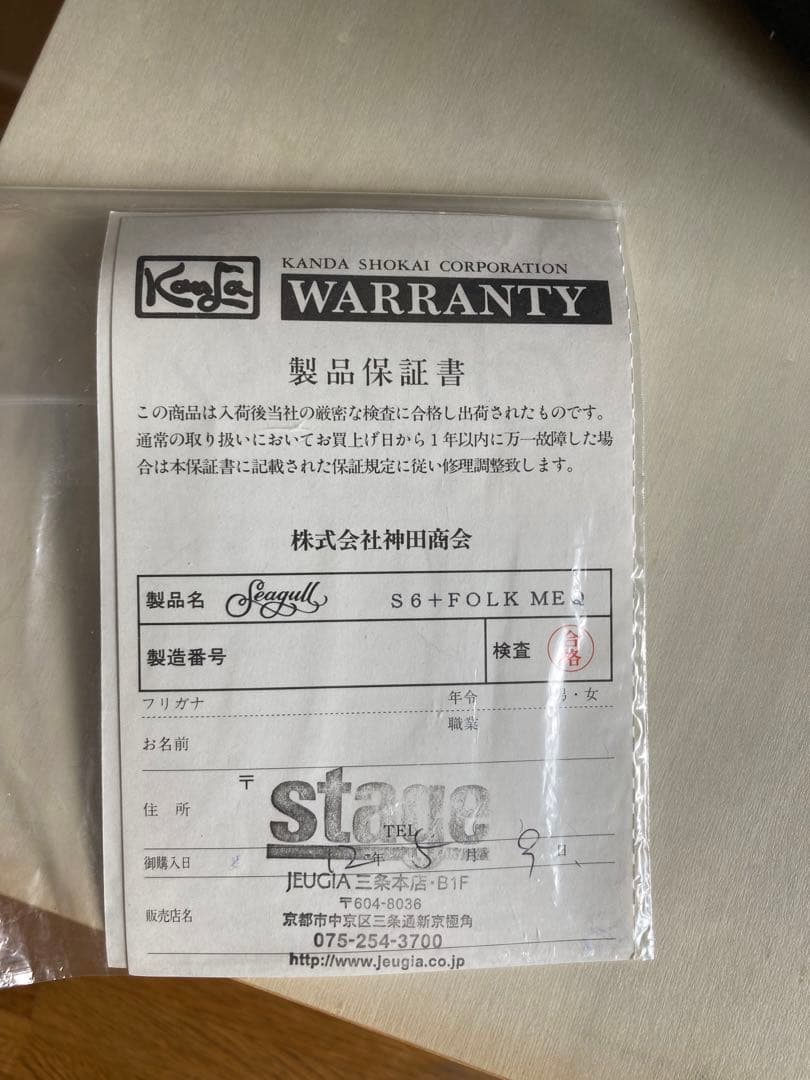 Kanda
KANDA SHOKAI CORPORATION
WARRANTY
製品保証書
この商品は入荷後当社の厳密な検査に合格し出荷されたものです。
通常の取り扱いにおいてお買上げ日から1年以内に万一故障した場
合は本保証書に記載された保証規定に従い修理調整致します。
株式会社神田商会
製品名 Seagull S6+FOLK MEQ
製造番号 検査 合格
フリガナ 年令 男・女
職業
お名前
〒
住所 stage
TEL
御購入日 12年 5月 9日
JEUGIA 三条本店・B1F
〒604-8036
販売店名 京都市中京区三条通新京極角
075-254-3700
http://www.jeugia.co.jp